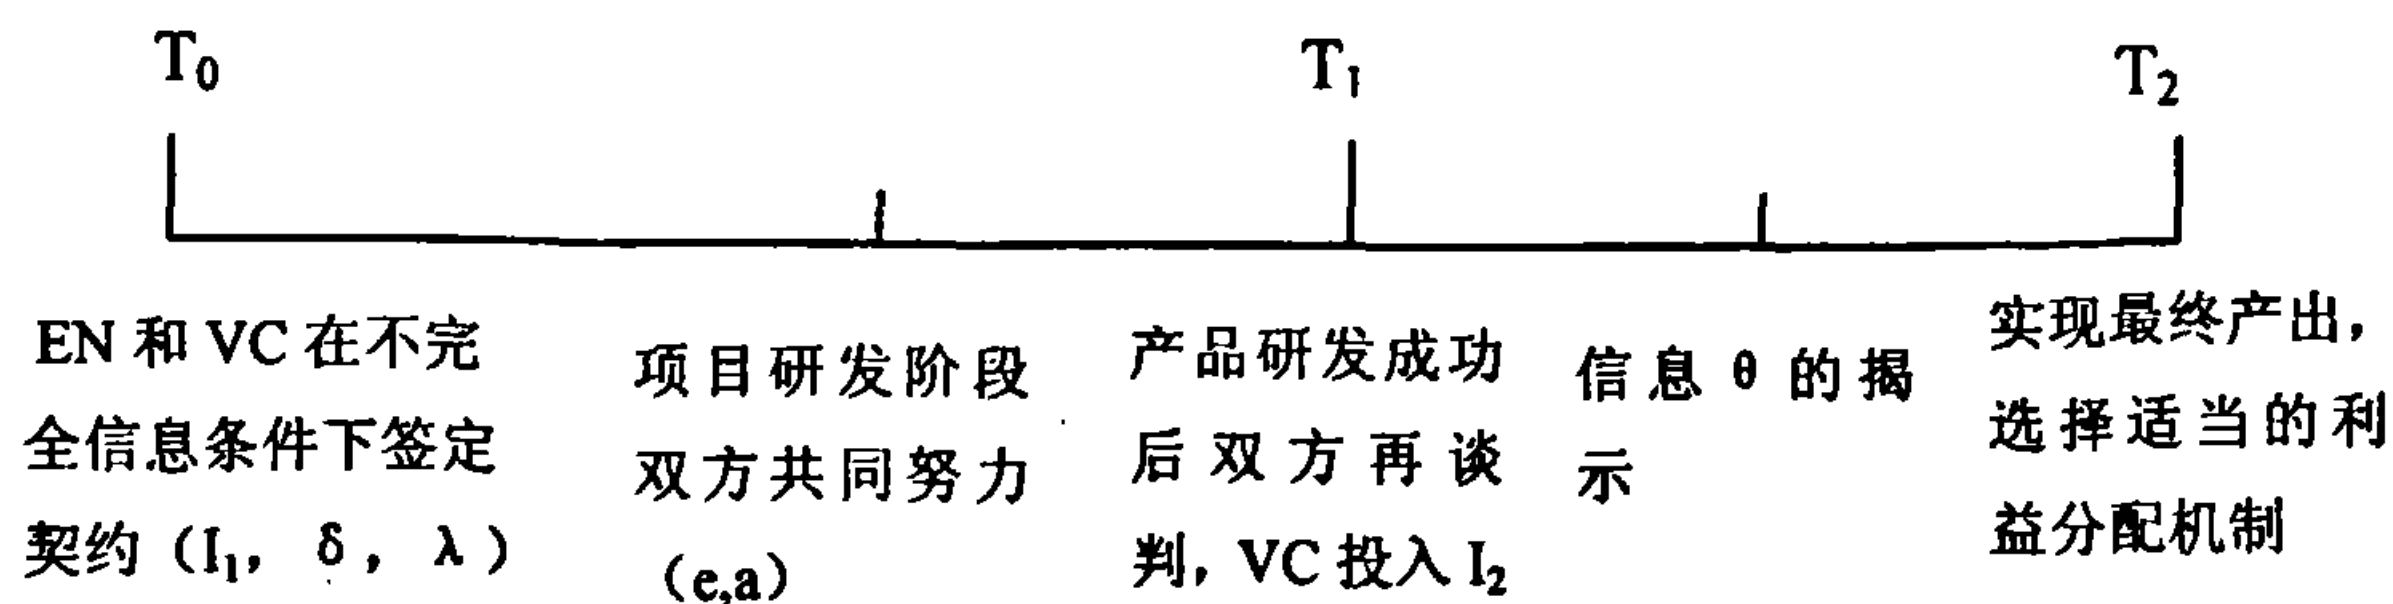 T₀
T₁
T₂
EN 和 VC 在不完
全信息条件下签定
契约（I₁, δ, λ）
项目研发阶段
双方共同努力
（e,a）
产品研发成功
后双方再谈
判, VC 投入 I₂
信息 θ 的揭
示
实现最终产出，
选择适当的利
益分配机制